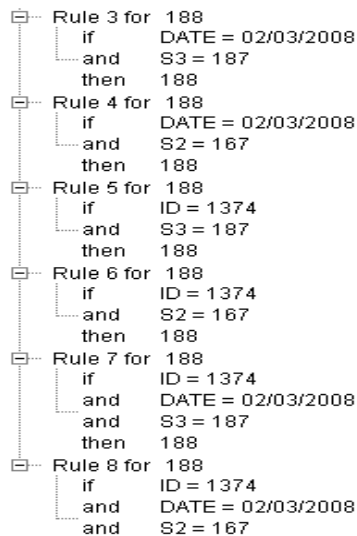 Rule 3 for 188
if DATE = 02/03/2008
and S3 = 187
then 188
Rule 4 for 188
if DATE = 02/03/2008
and S2 = 167
then 188
Rule 5 for 188
if ID = 1374
and S3 = 187
then 188
Rule 6 for 188
if ID = 1374
and S2 = 167
then 188
Rule 7 for 188
if ID = 1374
and DATE = 02/03/2008
and S3 = 187
then 188
Rule 8 for 188
if ID = 1374
and DATE = 02/03/2008
and S2 = 167